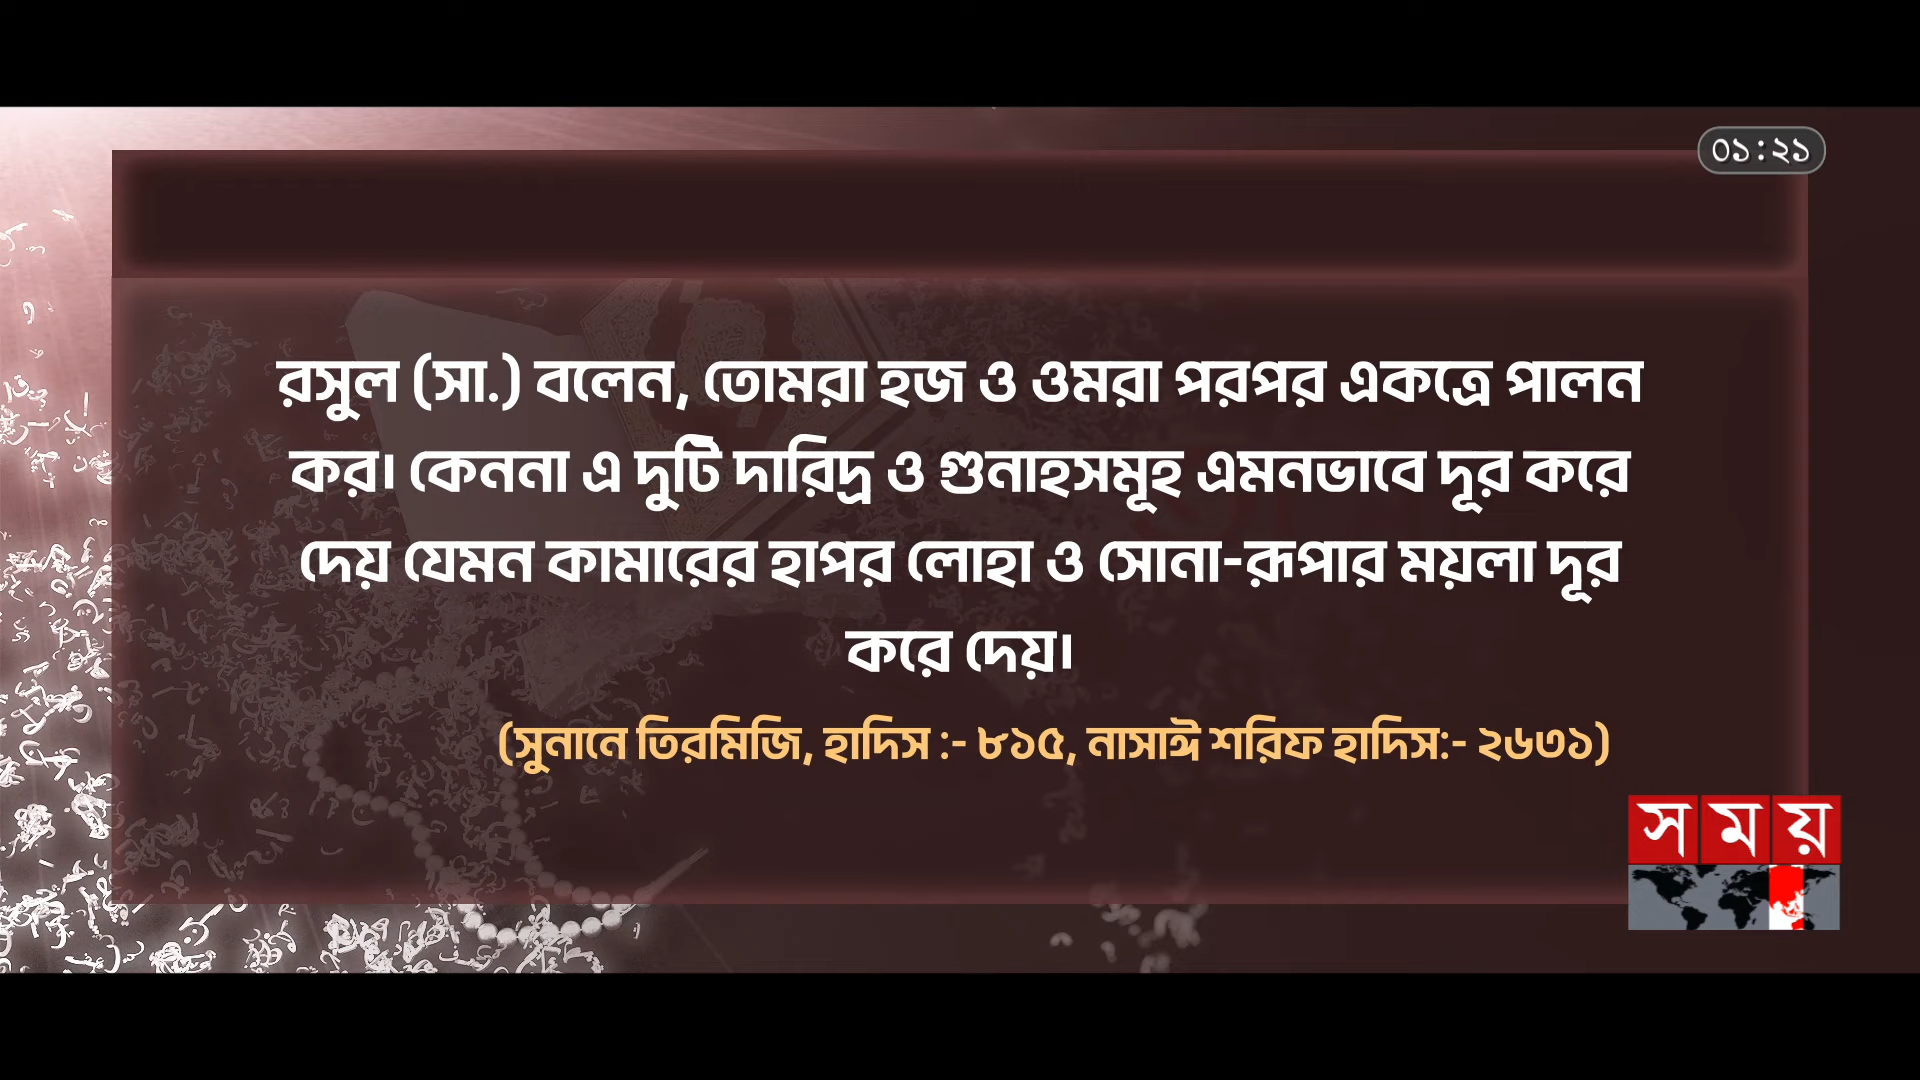 ০১:২১
রসুল (সা.) বলেন, তোমরা হজ ও ওমরা পরপর একত্রে পালন
কর। কেননা এ দুটি দারিদ্র ও গুনাহসমূহ এমনভাবে দূর করে
দেয় যেমন কামারের হাপর লোহা ও সোনা-রূপার ময়লা দূর
করে দেয়।
(সুনানে তিরমিজি, হাদিস :- ৮১৫, নাসাঈ শরিফ হাদিস:- ২৬৩১)
সময়